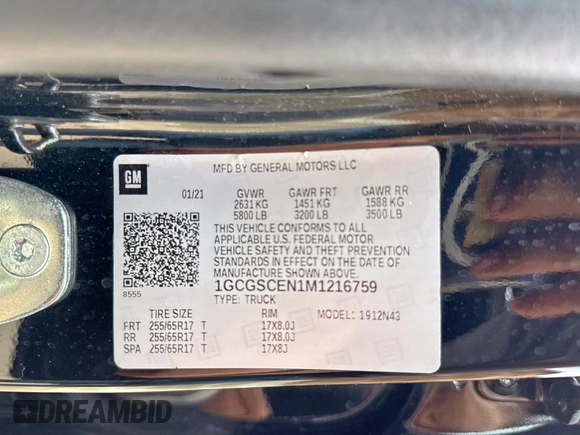 GM
MFD BY GENERAL MOTORS LLC
01/21 GVWR GAWR FRT GAWR RR
2631 KG 1451 KG 1588 KG
5800 LB 3200 LB 3500 LB
THIS VEHICLE CONFORMS TO ALL
APPLICABLE U.S. FEDERAL MOTOR
VEHICLE SAFETY AND THEFT PREVENTION
STANDARDS IN EFFECT ON THE DATE OF
MANUFACTURE SHOWN ABOVE.
8555
1GCGSCEN1M1216759
TYPE: TRUCK
TIRE SIZE RIM MODEL: 1912N43
FRT 255/65R17 T 17X8.0J
RR 255/65R17 T 17X8.0J
SPA 255/65R17 T 17X8J
DREAMBID